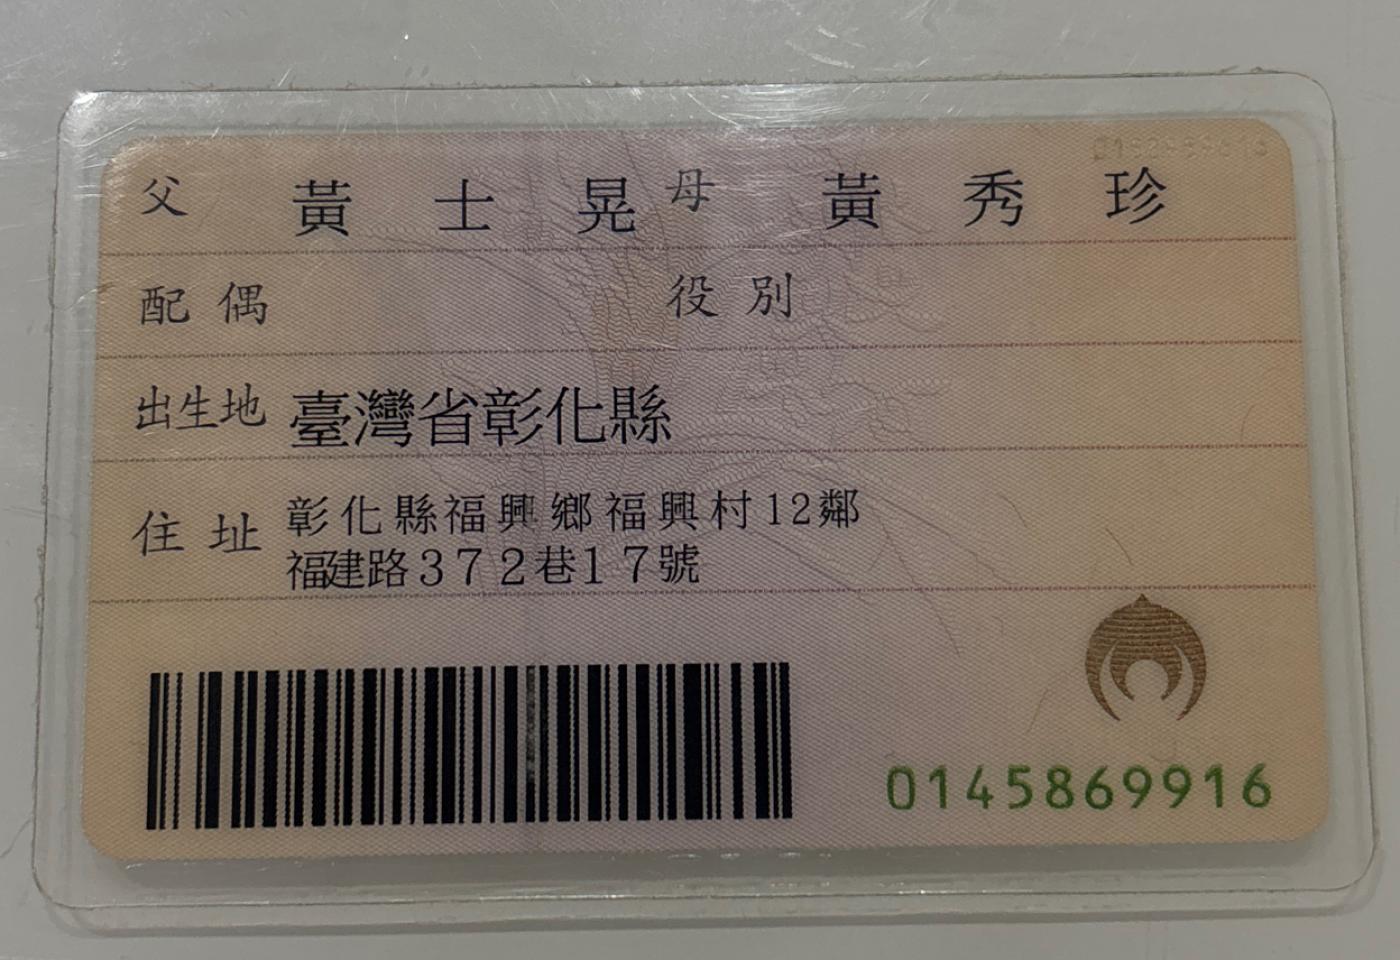 父 黃士晃 母 黃秀珍
配偶 役別
出生地 臺灣省彰化縣
住址 彰化縣福興鄉福興村12鄰
福建路372巷17號
0145869916